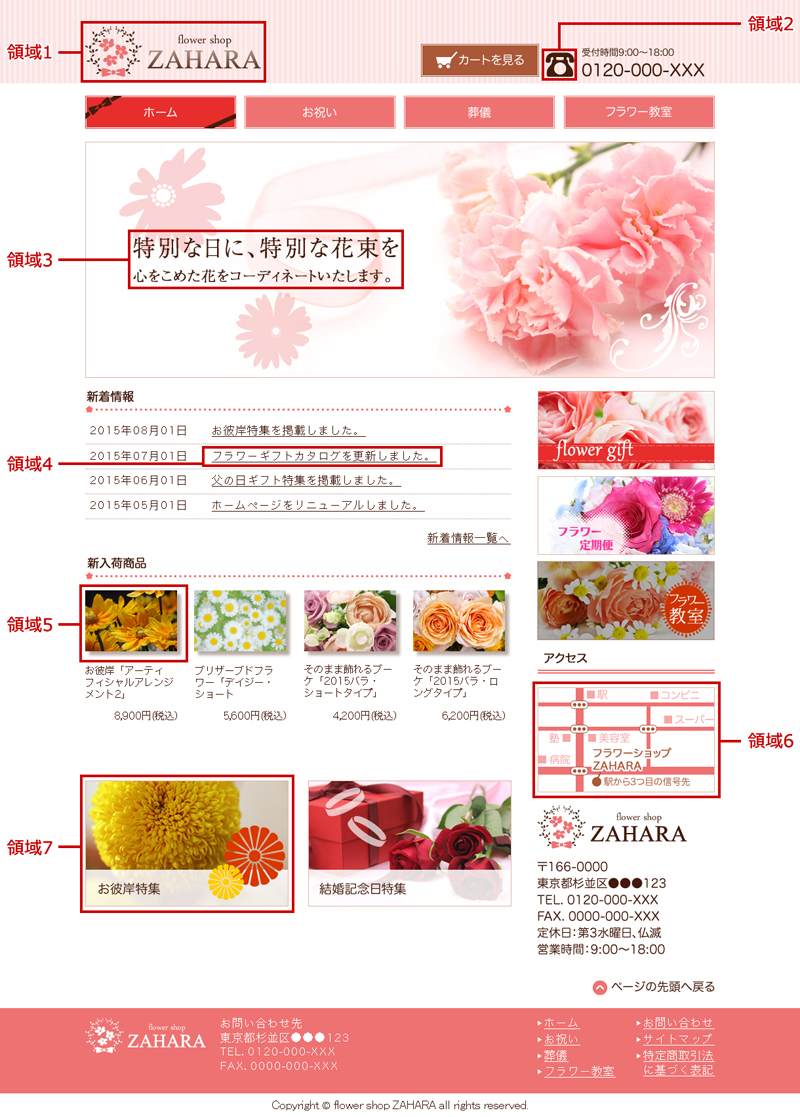 領域1
flower shop
ZAHARA
カートを見る
受付時間9:00～18:00
0120-000-XXX
領域2
ホーム
お祝い
葬儀
フラワー教室
領域3
特別な日に、特別な花束を
心をこめた花をコーディネートいたします。
新着情報
2015年08月01日 お彼岸特集を掲載しました。
領域4
2015年07月01日 フラワーギフトカタログを更新しました。
2015年06月01日 父の日ギフト特集を掲載しました。
2015年05月01日 ホームページをリニューアルしました。
新着情報一覧へ
flower gift
フラワー
定期便
フラワー
教室
新入荷商品
領域5
お彼岸「アーティ
フィシャルアレンジ
メント2」
8,900円(税込)
プリザーブドフラ
ワー「デイジー・
ショート
5,600円(税込)
そのまま飾れるブー
ケ「2015バラ・
ショートタイプ」
4,200円(税込)
そのまま飾れるブー
ケ「2015バラ・ロ
ングタイプ」
6,200円(税込)
アクセス
領域6
駅
コンビニ
スーパー
塾
美容室
病院
フラワーショップ
ZAHARA
駅から3つ目の信号先
領域7
お彼岸特集
結婚記念日特集
flower shop
ZAHARA
〒166-0000
東京都杉並区●●●123
TEL. 0120-000-XXX
FAX. 0000-000-XXX
定休日：第3水曜日、仏滅
営業時間：9:00～18:00
ページの先頭へ戻る
flower shop
ZAHARA
お問い合わせ先
東京都杉並区●●●123
TEL. 0120-000-XXX
FAX. 0000-000-XXX
ホーム
お祝い
葬儀
フラワー教室
お問い合わせ
サイトマップ
特定商取引法
に基づく表記
Copyright © flower shop ZAHARA all rights reserved.